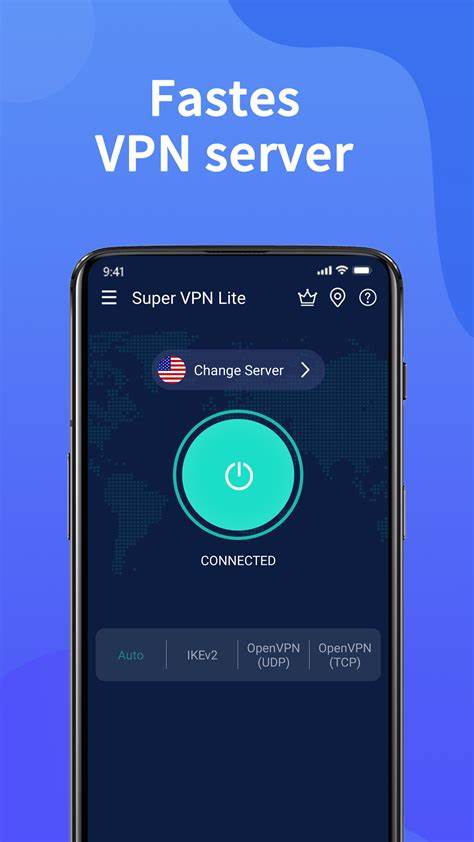 Fastes
VPN server
9:41
Super VPN Lite
Change Server
CONNECTED
Auto
IKEv2
OpenVPN
(UDP)
OpenVPN
(TCP)